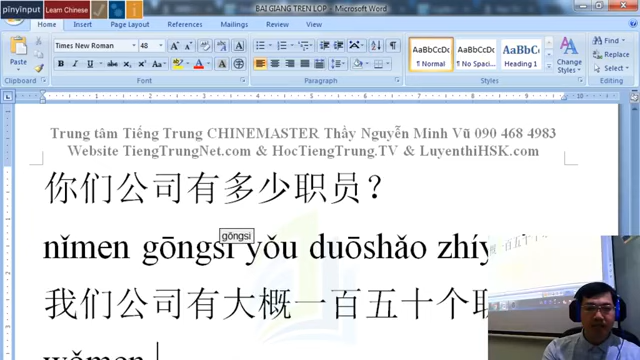 pinyinput Learn Chinese
BAI GIANG TREN LOP - Microsoft Word
Home Insert Page Layout References Mailings Review View
Paste Times New Roman 48 AaBbCcDc AaBbCcDc AaBbCc Change Styles Find Replace Select
¶ Normal ¶ No Spaci... Heading 1
Clipboard Font Paragraph Styles Editing
Trung tâm Tiếng Trung CHINEMASTER Thầy Nguyễn Minh Vũ 090 468 4983
Website TiengTrungNet.com & HocTiengTrung.TV & LuyenthiHSK.com
你们公司有多少职员？
gōngsi
nǐmen gōngsī yǒu duōshǎo zhíy
我们公司有大概一百五十个职
wǒmen